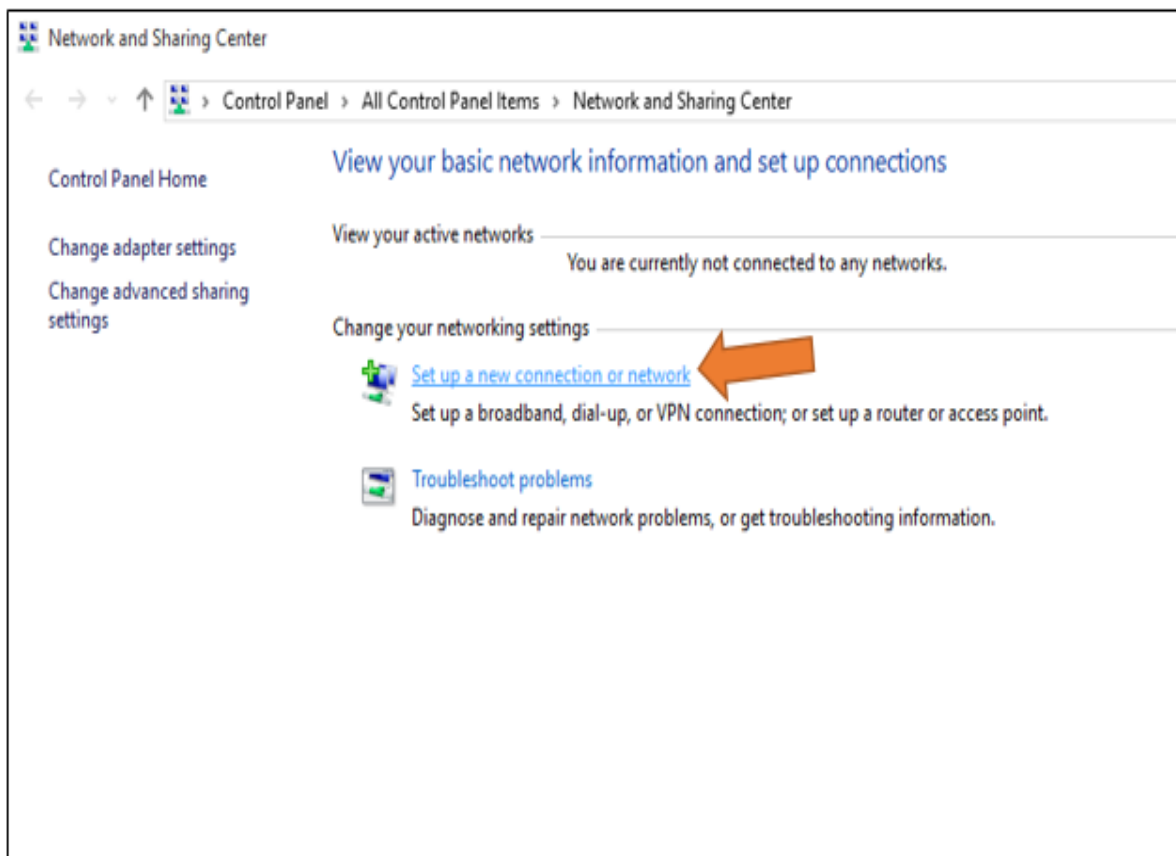 Network and Sharing Center
Control Panel > All Control Panel Items > Network and Sharing Center
Control Panel Home
Change adapter settings
Change advanced sharing
settings
View your basic network information and set up connections
View your active networks
You are currently not connected to any networks.
Change your networking settings
Set up a new connection or network
Set up a broadband, dial-up, or VPN connection; or set up a router or access point.
Troubleshoot problems
Diagnose and repair network problems, or get troubleshooting information.